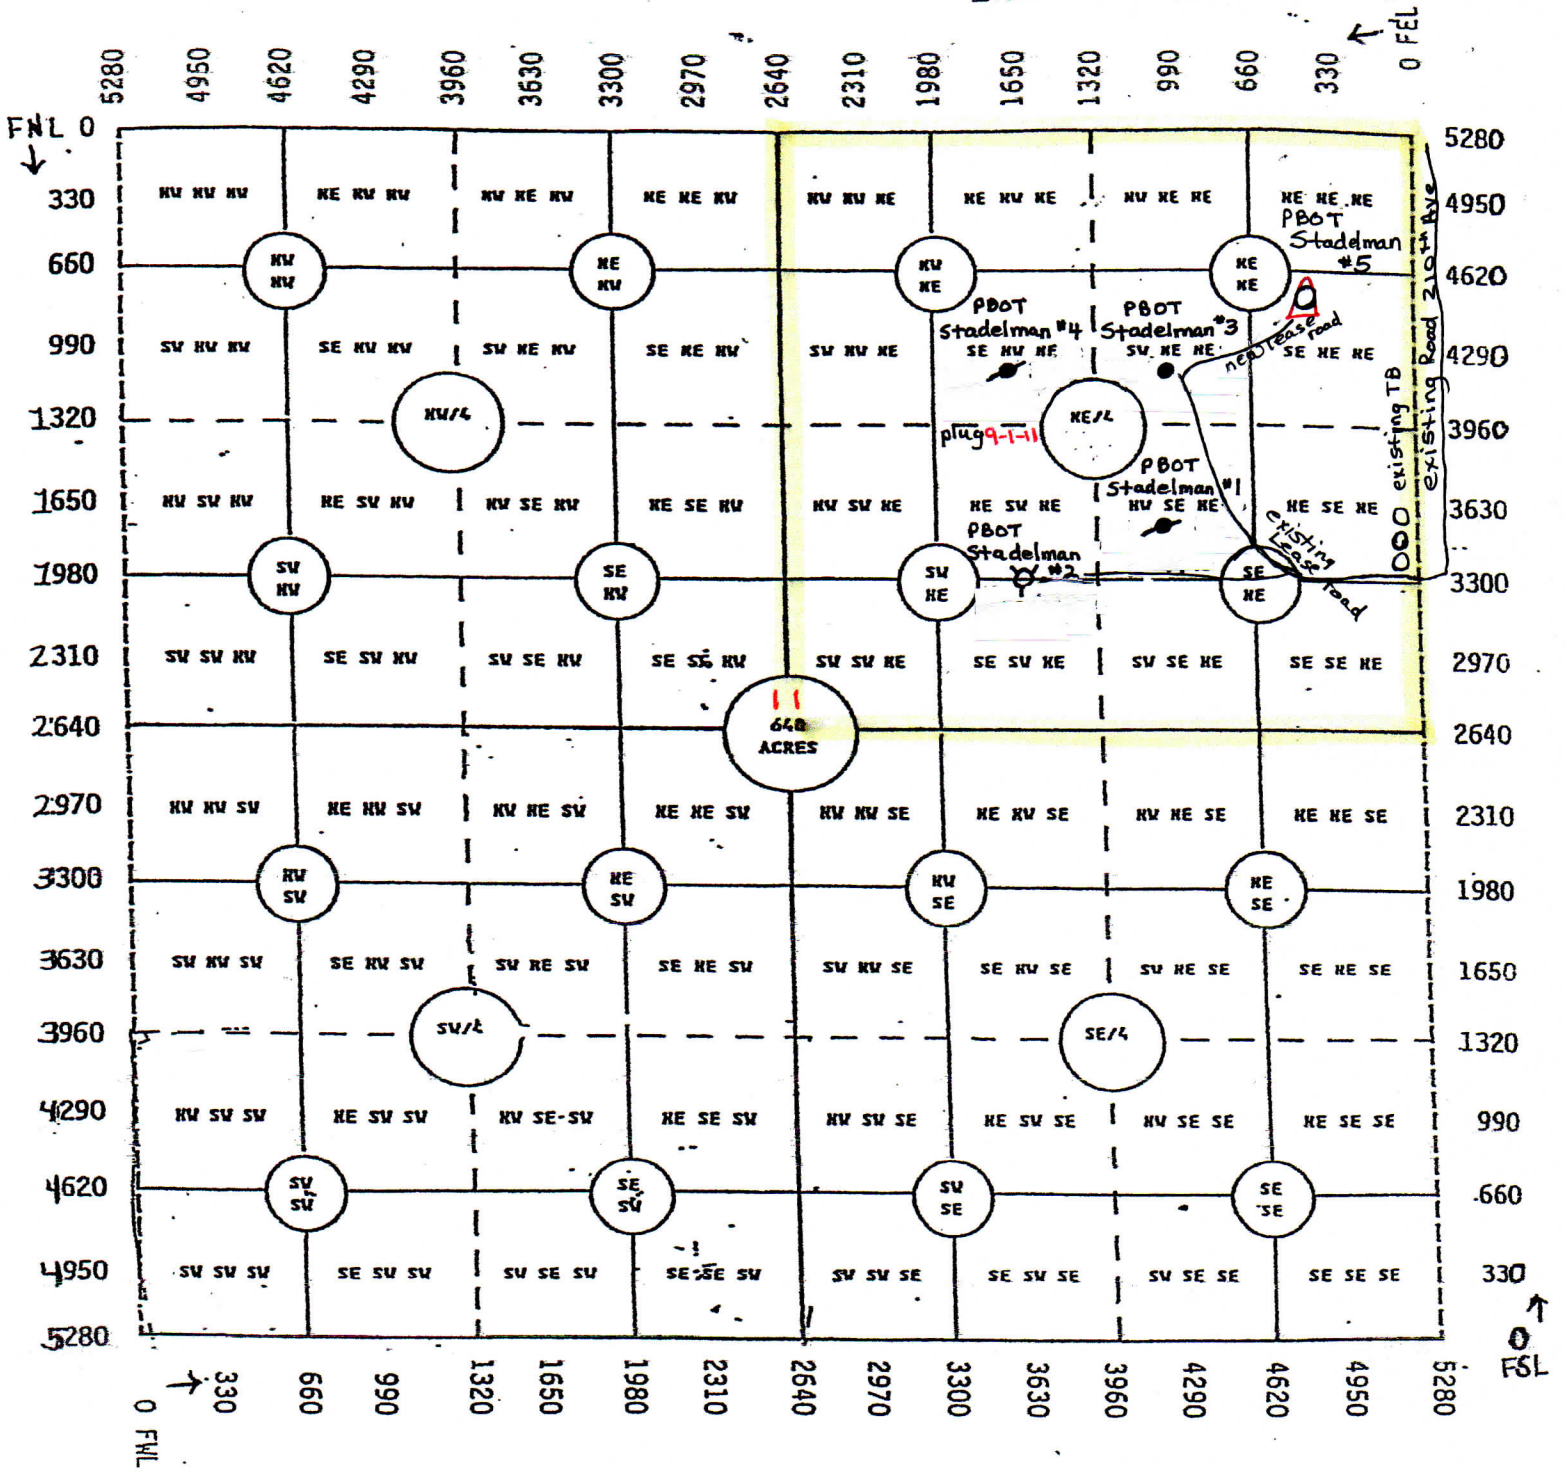 5280 4950 4620 4290 3960 3630 3300 2970 2640 2310 1980 1650 1320 990 660 330 0 FEL
←
FNL 0 5280
↓
330 NW NW NW NE NW NW NW NE NW NE NE NW NW NW NE NE NW NE NW NE NE NE NE NE 4950
PBOT
Stadelman
#5
660 NW NW NE NW NW NE NE NE 4620
PBOT
Stadelman #4
PBOT
Stadelman #3
new lease road
990 SW NW NW SE NW NW SW NE NW SE NE NW SW NW NE SE NW NE SW NE NE SE NE NE 4290
existing Road 210th Ave
1320 NW/4 NE/4 3960
plug 9-1-11
000 existing TB
PBOT
Stadelman #1
1650 NW SW NW NE SW NW NW SE NW NE SE NW NW SW NE NE SW NE NW SE NE NE SE NE 3630
PBOT
Stadelman
#2
existing
Lease
road
1980 SW NW SE NW SW NE SE NE 3300
2310 SW SW NW SE SW NW SW SE NW SE SE NW SW SW NE SE SW NE SW SE NE SE SE NE 2970
11
2640 640 2640
ACRES
2970 NW NW SW NE NW SW NW NE SW NE NE SW NW NW SE NE NW SE NW NE SE NE NE SE 2310
3300 NW SW NE SW NW SE NE SE 1980
3630 SW NW SW SE NW SW SW NE SW SE NE SW SW NW SE SE NW SE SW NE SE SE NE SE 1650
3960 SW/4 SE/4 1320
4290 NW SW SW NE SW SW NW SE SW NE SE SW NW SW SE NE SW SE NW SE SE NE SE SE 990
4620 SW SW SE SW SW SE SE SE 660
4950 SW SW SW SE SW SW SW SE SW SE SE SW SW SW SE SE SW SE SW SE SE SE SE SE 330
↑
5280 0
FSL
→
0 FWL 330 660 990 1320 1650 1980 2310 2640 2970 3300 3630 3960 4290 4620 4950 5280